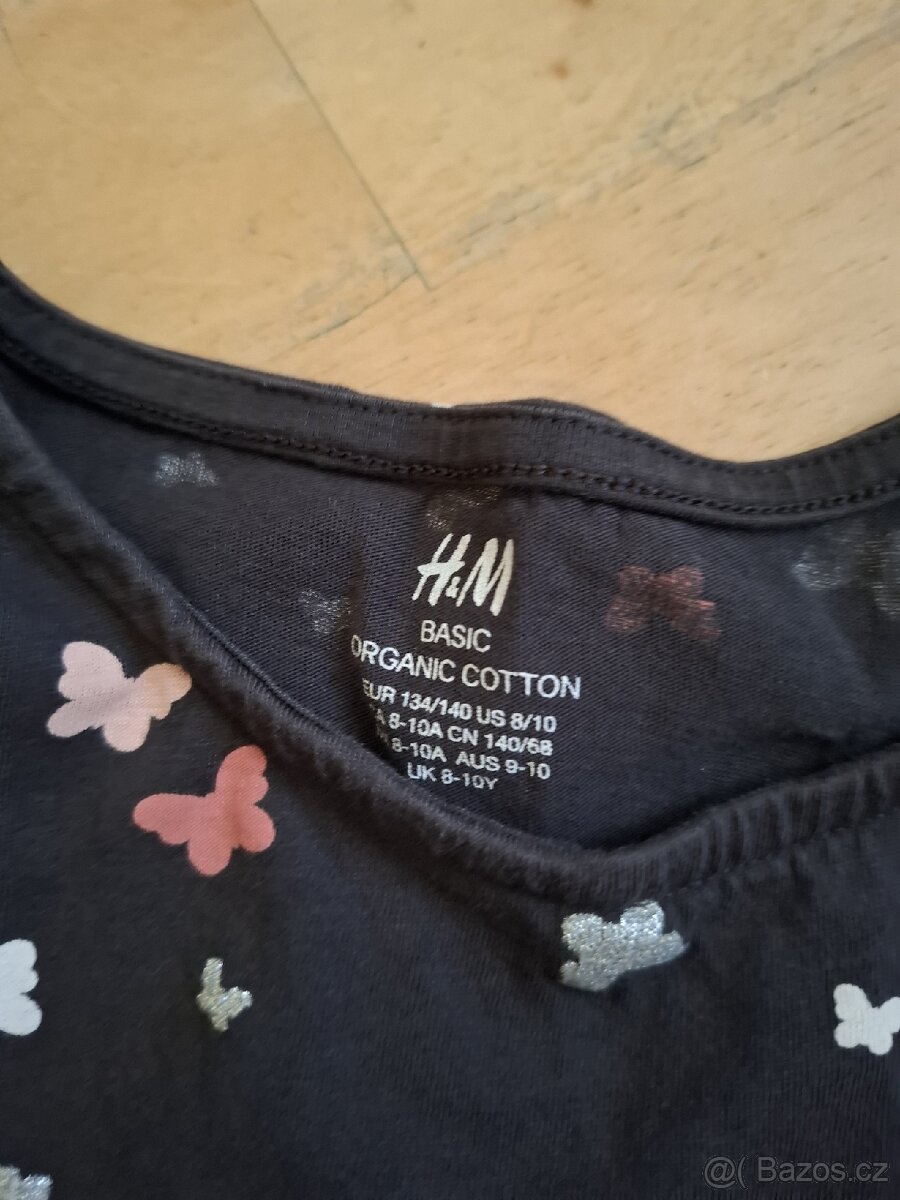 H&M
BASIC
ORGANIC COTTON
EUR 134/140 US 8/10
8-10A CN 140/68
8-10A AUS 9-10
UK 8-10Y
@( Bazos.cz